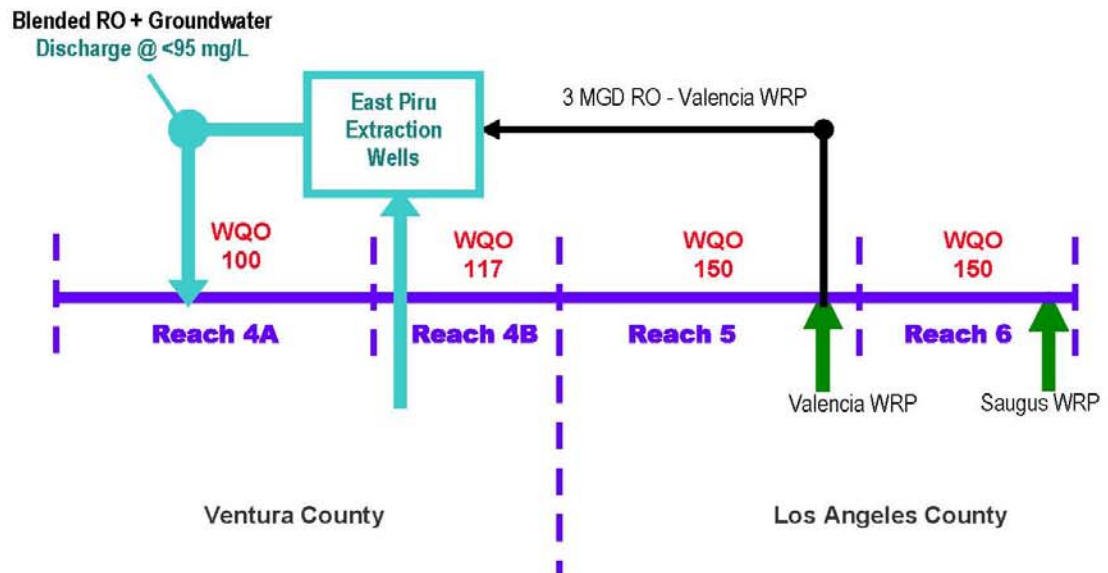 Blended RO + Groundwater
Discharge @ <95 mg/L
East Piru
Extraction
Wells
3 MGD RO - Valencia WRP
WQO
100
WQO
117
WQO
150
WQO
150
Reach 4A
Reach 4B
Reach 5
Reach 6
Valencia WRP
Saugus WRP
Ventura County
Los Angeles County